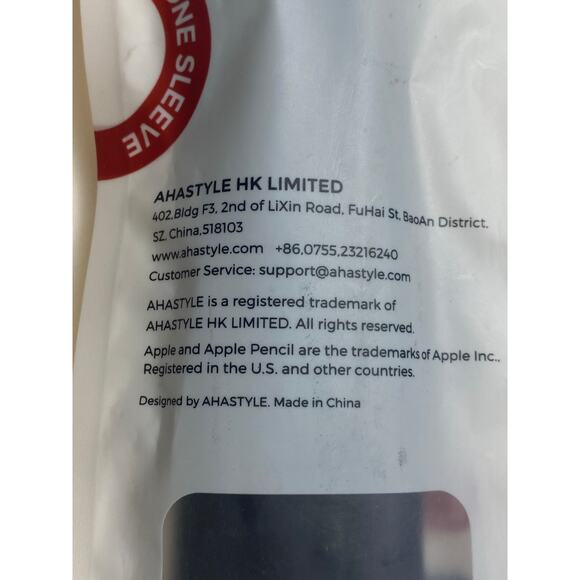 ONE SLEEVE
AHASTYLE HK LIMITED
402.Bldg F3, 2nd of LiXin Road, FuHai St, BaoAn District.
SZ, China,518103
www.ahastyle.com +86,0755,23216240
Customer Service: support@ahastyle.com
AHASTYLE is a registered trademark of
AHASTYLE HK LIMITED. All rights reserved.
Apple and Apple Pencil are the trademarks of Apple Inc..
Registered in the U.S. and other countries.
Designed by AHASTYLE. Made in China